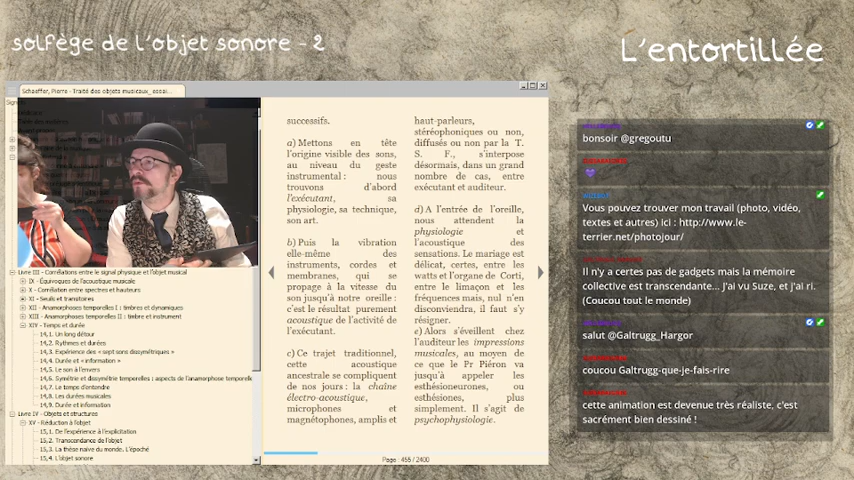 solfège de l'objet sonore - 2
L'entortillée
Schaeffer, Pierre - Traité des objets musicaux_ essai...
successifs.
a) Mettons en tête
l'origine visible des sons,
au niveau du geste
instrumental : nous
trouvons d'abord
l'exécutant, sa
physiologie, sa technique,
son art.
b) Puis la vibration
elle-même des
instruments, cordes et
membranes, qui se
propage à la vitesse du
son jusqu'à notre oreille :
c'est le résultat purement
acoustique de l'activité de
l'exécutant.
c) Ce trajet traditionnel,
cette acoustique
ancestrale se compliquent
de nos jours : la chaîne
électro-acoustique,
microphones et
magnétophones, amplis et
haut-parleurs,
stéréophoniques ou non,
diffusés ou non par la T.
S. F., s'interpose
désormais, dans un grand
nombre de cas, entre
exécutant et auditeur.
d) A l'entrée de l'oreille,
nous attendent la
physiologie et
l'acoustique des
sensations. Le mariage est
délicat, certes, entre les
watts et l'organe de Corti,
entre le limaçon et les
fréquences mais, nul n'en
disconviendra, il faut s'y
résigner.
e) Alors s'éveillent chez
l'auditeur les impressions
musicales, au moyen de
ce que le Pr Piéron va
jusqu'à appeler les
esthésioneurones, ou
esthésies, plus
simplement. Il s'agit de
psychophysiologie.
Page : 455 / 2400
Livre III - Corrélations entre le signal physique et l'objet musical
IX - Équivoques de l'acoustique musicale
X - Corrélation entre spectres et hauteurs
XI - Seuils et transitoires
XII - Anamorphoses temporelles I : timbres et dynamiques
XIII - Anamorphoses temporelles II : timbre et instrument
XIV - Temps et durée
14,1. Un long détour
14,2. Rythmes et durées
14,3. Expérience des « sept sons dissymétriques »
14,4. Durée et « information »
14,5. Le son à l'envers
14,6. Symétrie et dissymétrie temporelles : aspects de l'anamorphose temporelle
14,7. Le temps d'entendre
14,8. Les durées musicales
14,9. Durée et information
Livre IV - Objets et structures
XV - Réduction à l'objet
15,1. De l'expérience à l'explicitation
15,2. Transcendance de l'objet
15,3. La thèse naïve du monde. L'époché
15,4. L'objet sonore
bonsoir @gregoutu
Vous pouvez trouver mon travail (photo, vidéo,
textes et autres) Ici : http://www.le-
terrier.net/photojour/
Il n'y a certes pas de gadgets mais la mémoire
collective est transcendante... J'ai vu Suze, et j'ai ri.
(Coucou tout le monde)
salut @Galtrugg_Hargor
coucou Galtrugg-que-je-fais-rire
cette animation est devenue très réaliste, c'est
sacrément bien dessiné !